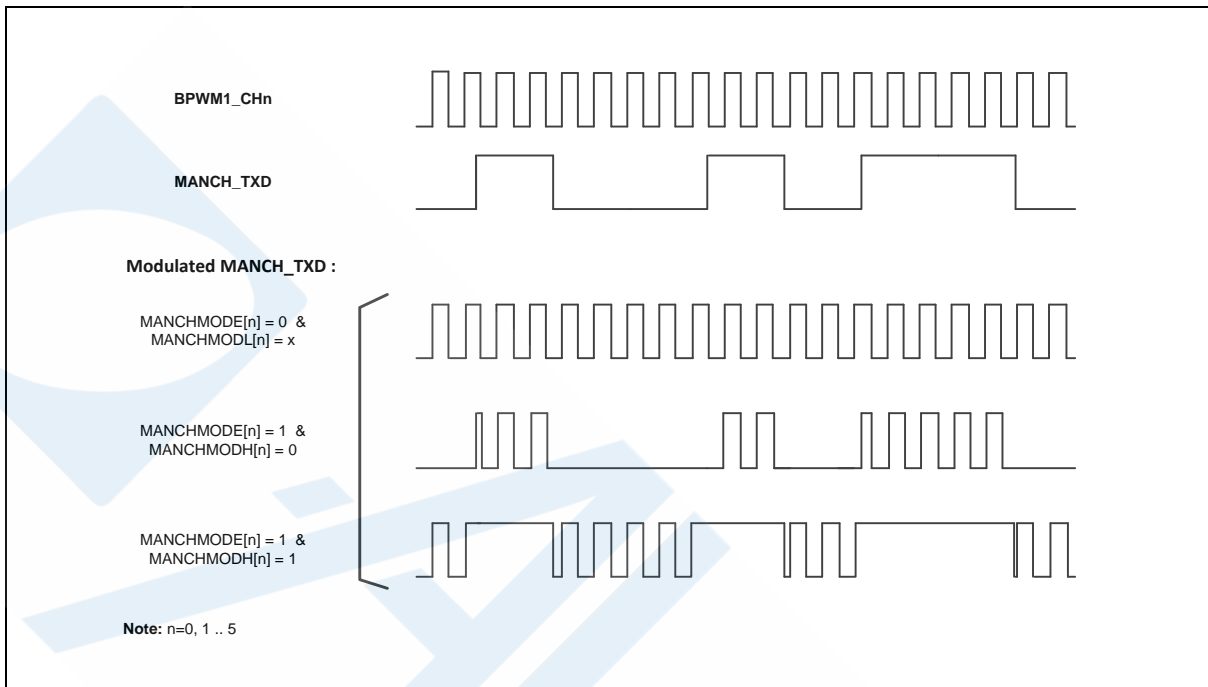 BPWM1_CHn
MANCH_TXD
Modulated MANCH_TXD :
MANCHMODE[n] = 0 &
MANCHMODL[n] = x
MANCHMODE[n] = 1 &
MANCHMODH[n] = 0
MANCHMODE[n] = 1 &
MANCHMODH[n] = 1
Note: n=0, 1 .. 5